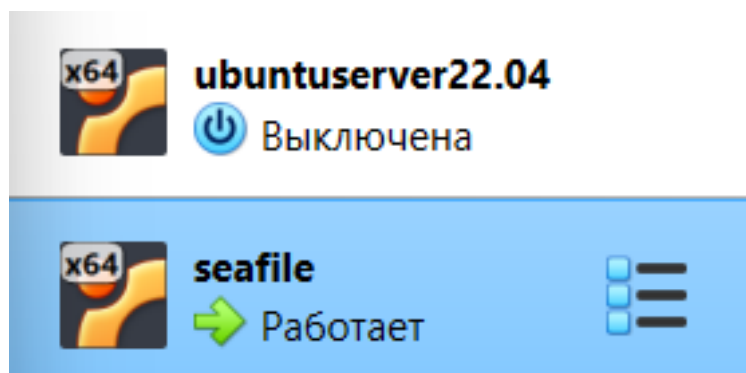 x64
ubuntuserver22.04
Выключена
x64
seafile
Работает